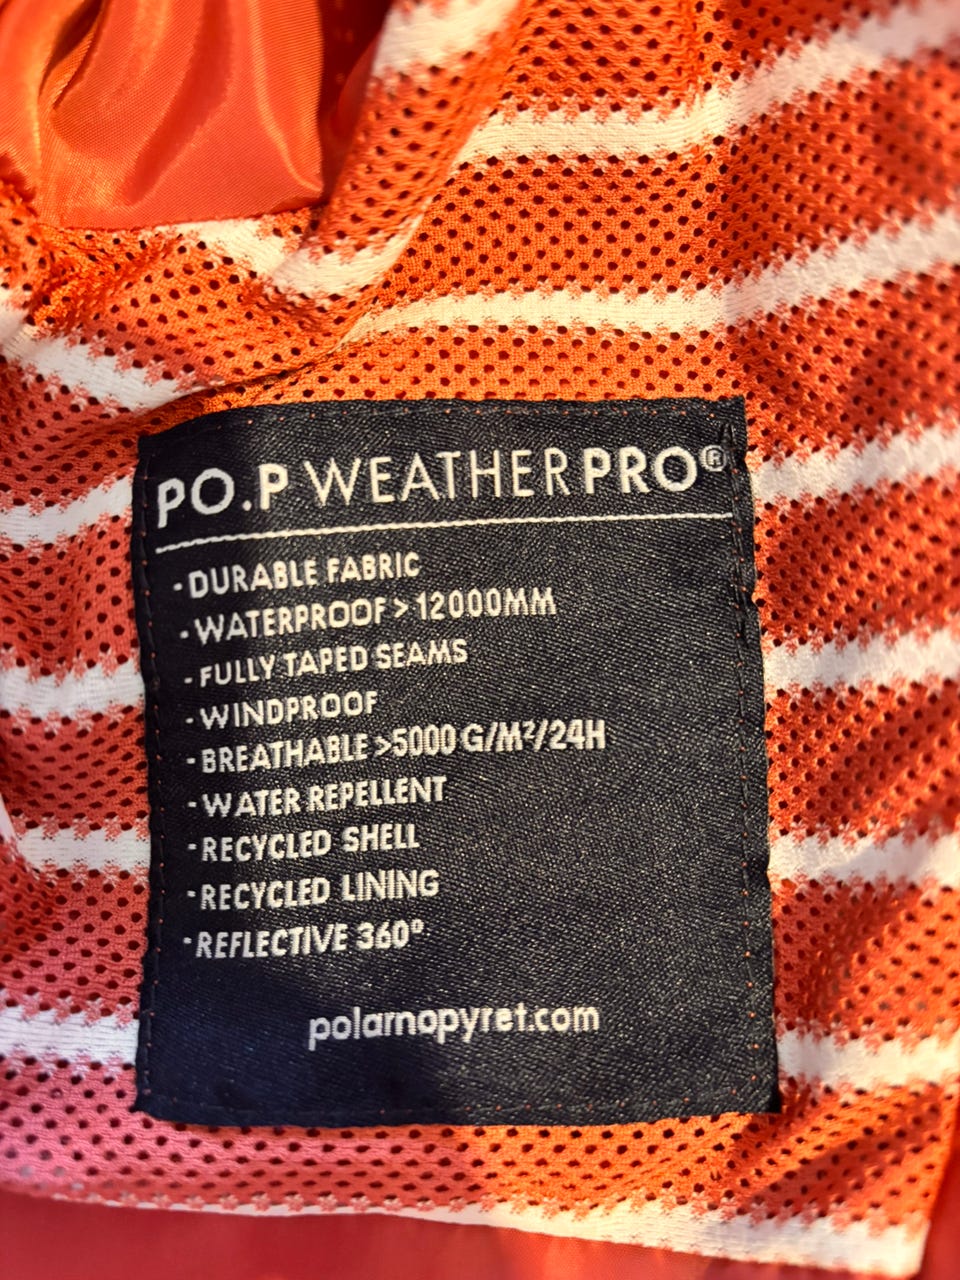 PO.P WEATHERPRO®
- DURABLE FABRIC
- WATERPROOF > 12000MM
- FULLY TAPED SEAMS
- WINDPROOF
- BREATHABLE >5000 G/M²/24H
- WATER REPELLENT
- RECYCLED SHELL
- RECYCLED LINING
- REFLECTIVE 360°
polarnopyret.com